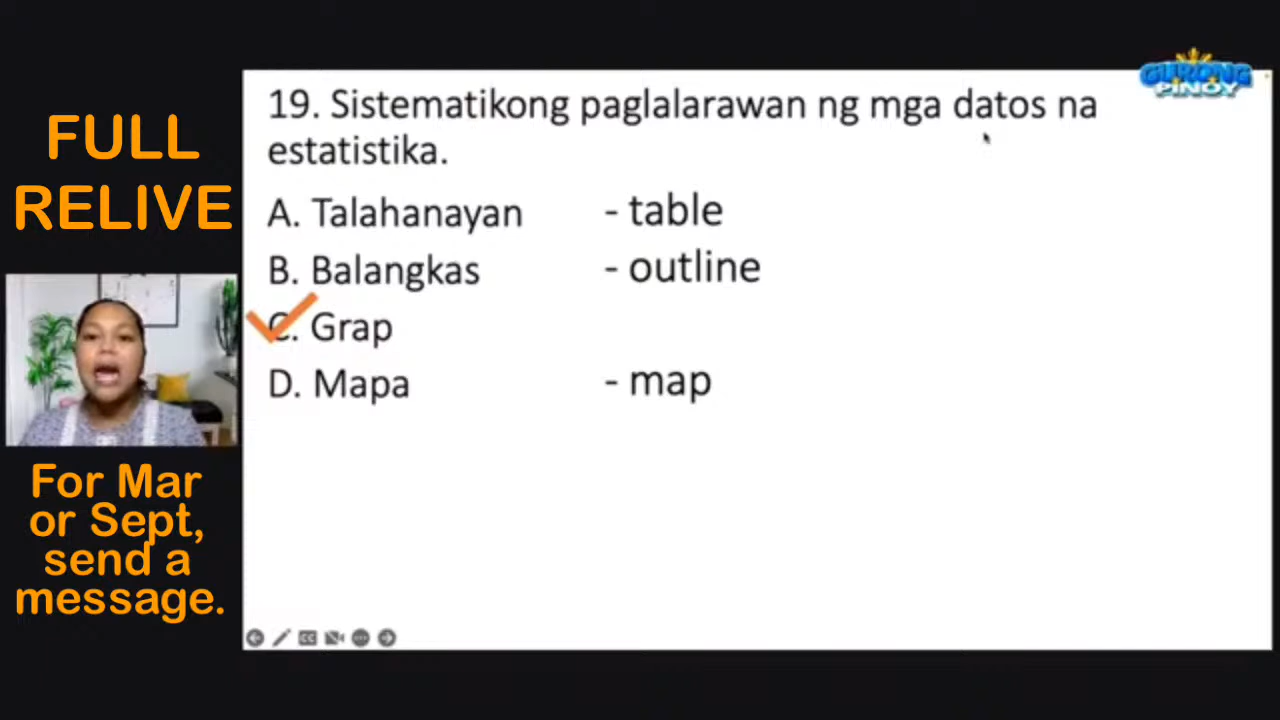 GURONG
PINOY
FULL
RELIVE
19. Sistematikong paglalarawan ng mga datos na
estatistika.
A. Talahanayan - table
B. Balangkas - outline
C. Grap
D. Mapa - map
For Mar
or Sept,
send a
message.